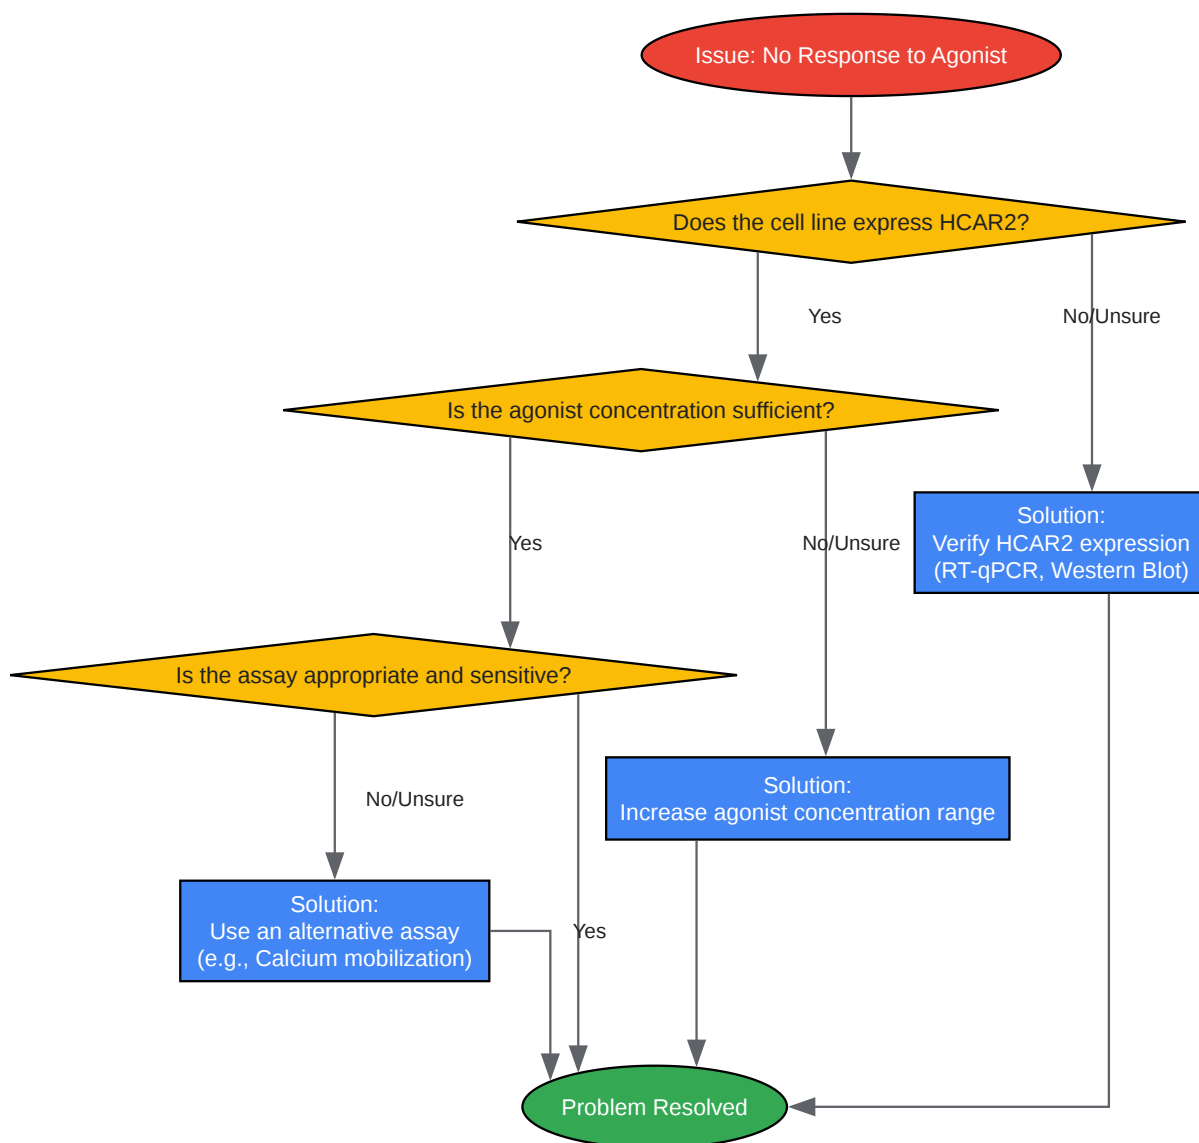 Issue: No Response to Agonist
Does the cell line express HCAR2?
Yes
No/Unsure
Is the agonist concentration sufficient?
Yes
No/Unsure
Solution:
Verify HCAR2 expression
(RT-qPCR, Western Blot)
Is the assay appropriate and sensitive?
No/Unsure
Solution:
Increase agonist concentration range
Solution:
Use an alternative assay
(e.g., Calcium mobilization)
Yes
Problem Resolved